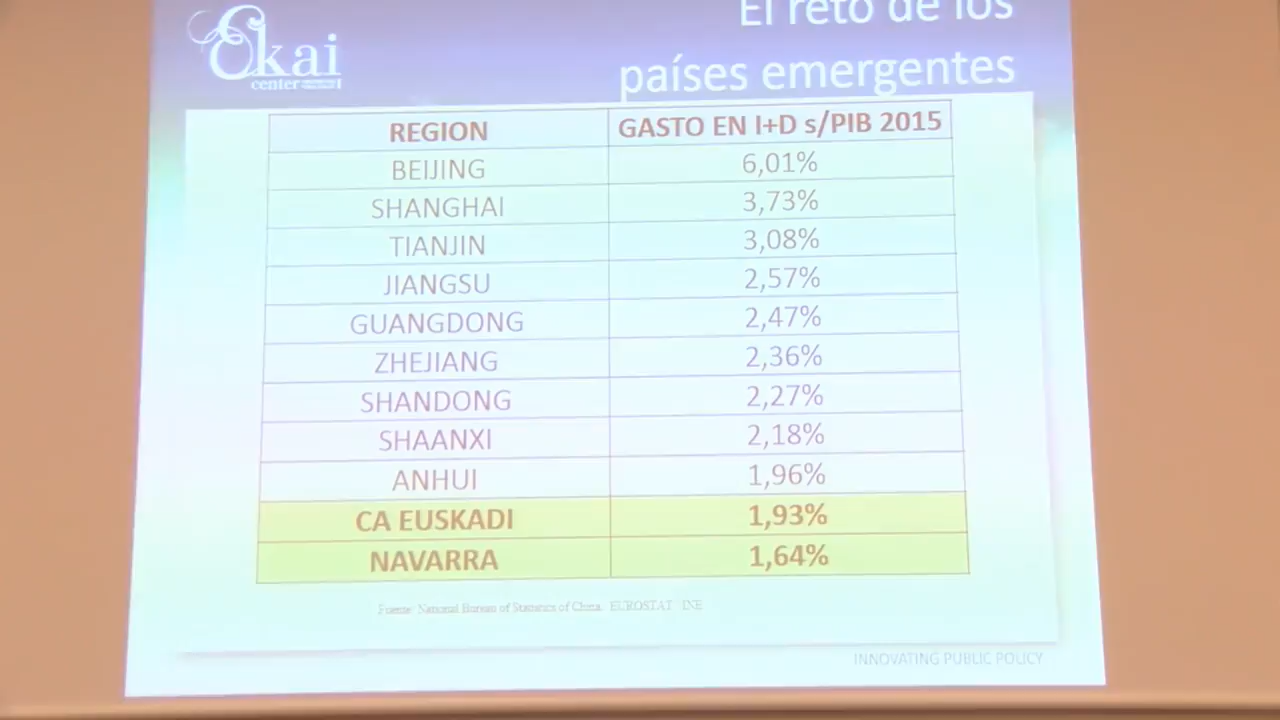 Ekai
center
El reto de los
países emergentes
REGION GASTO EN I+D s/PIB 2015
BEIJING 6,01%
SHANGHAI 3,73%
TIANJIN 3,08%
JIANGSU 2,57%
GUANGDONG 2,47%
ZHEJIANG 2,36%
SHANDONG 2,27%
SHAANXI 2,18%
ANHUI 1,96%
CA EUSKADI 1,93%
NAVARRA 1,64%
Fuente: National Bureau of Statistics of China. EUROSTAT INE
INNOVATING PUBLIC POLICY